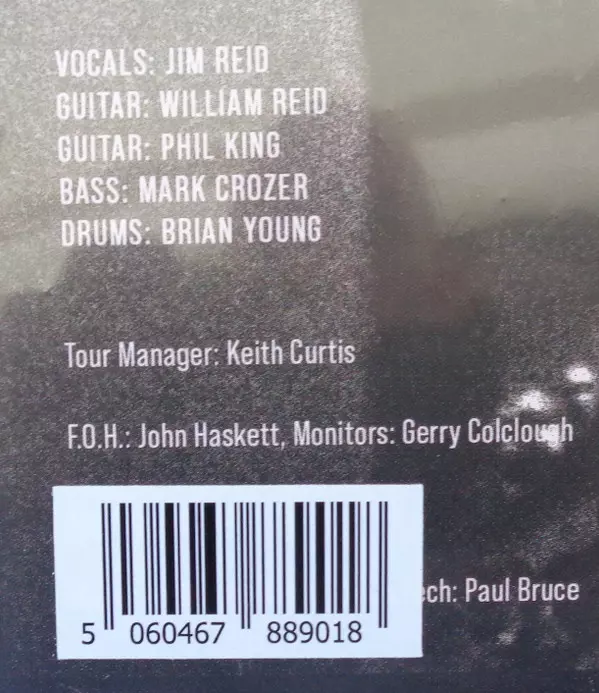 VOCALS: JIM REID
GUITAR: WILLIAM REID
GUITAR: PHIL KING
BASS: MARK CROZER
DRUMS: BRIAN YOUNG
Tour Manager: Keith Curtis
F.O.H.: John Haskett, Monitors: Gerry Colclough
ech: Paul Bruce
5 060467 889018